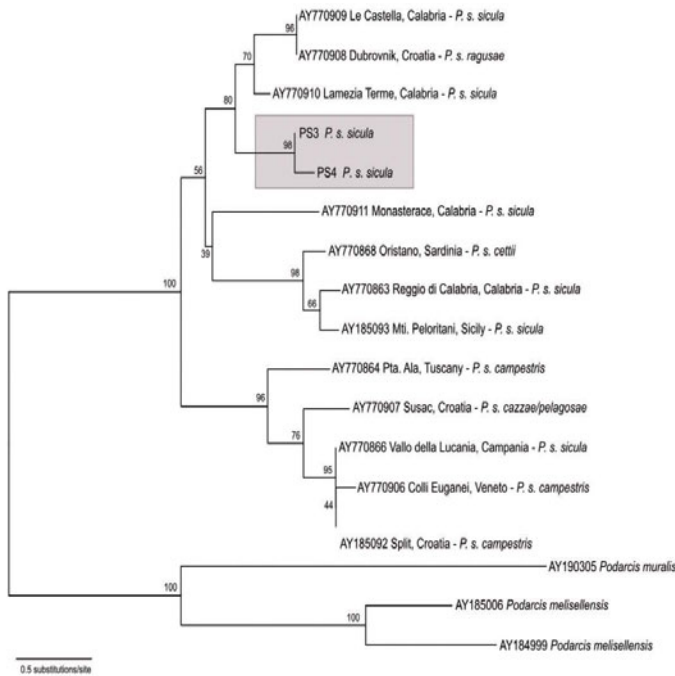 AY770909 Le Castella, Calabria - P. s. sicula
96
AY770908 Dubrovnik, Croatia - P. s. ragusae
70
AY770910 Lamezia Terme, Calabria - P. s. sicula
80
PS3 P. s. sicula
98
PS4 P. s. sicula
56
AY770911 Monasterace, Calabria - P. s. sicula
39
AY770868 Oristano, Sardinia - P. s. cettii
98
AY770863 Reggio di Calabria, Calabria - P. s. sicula
66
AY185093 Mti. Peloritani, Sicily - P. s. sicula
100
AY770864 Pta. Ala, Tuscany - P. s. campestris
96
AY770907 Susac, Croatia - P. s. cazzae/pelagosae
76
AY770866 Vallo della Lucania, Campania - P. s. sicula
95
AY770906 Colli Euganei, Veneto - P. s. campestris
44
AY185092 Split, Croatia - P. s. campestris
AY190305 Podarcis muralis
100
AY185006 Podarcis melisellensis
100
AY184999 Podarcis melisellensis
0.5 substitutions/site